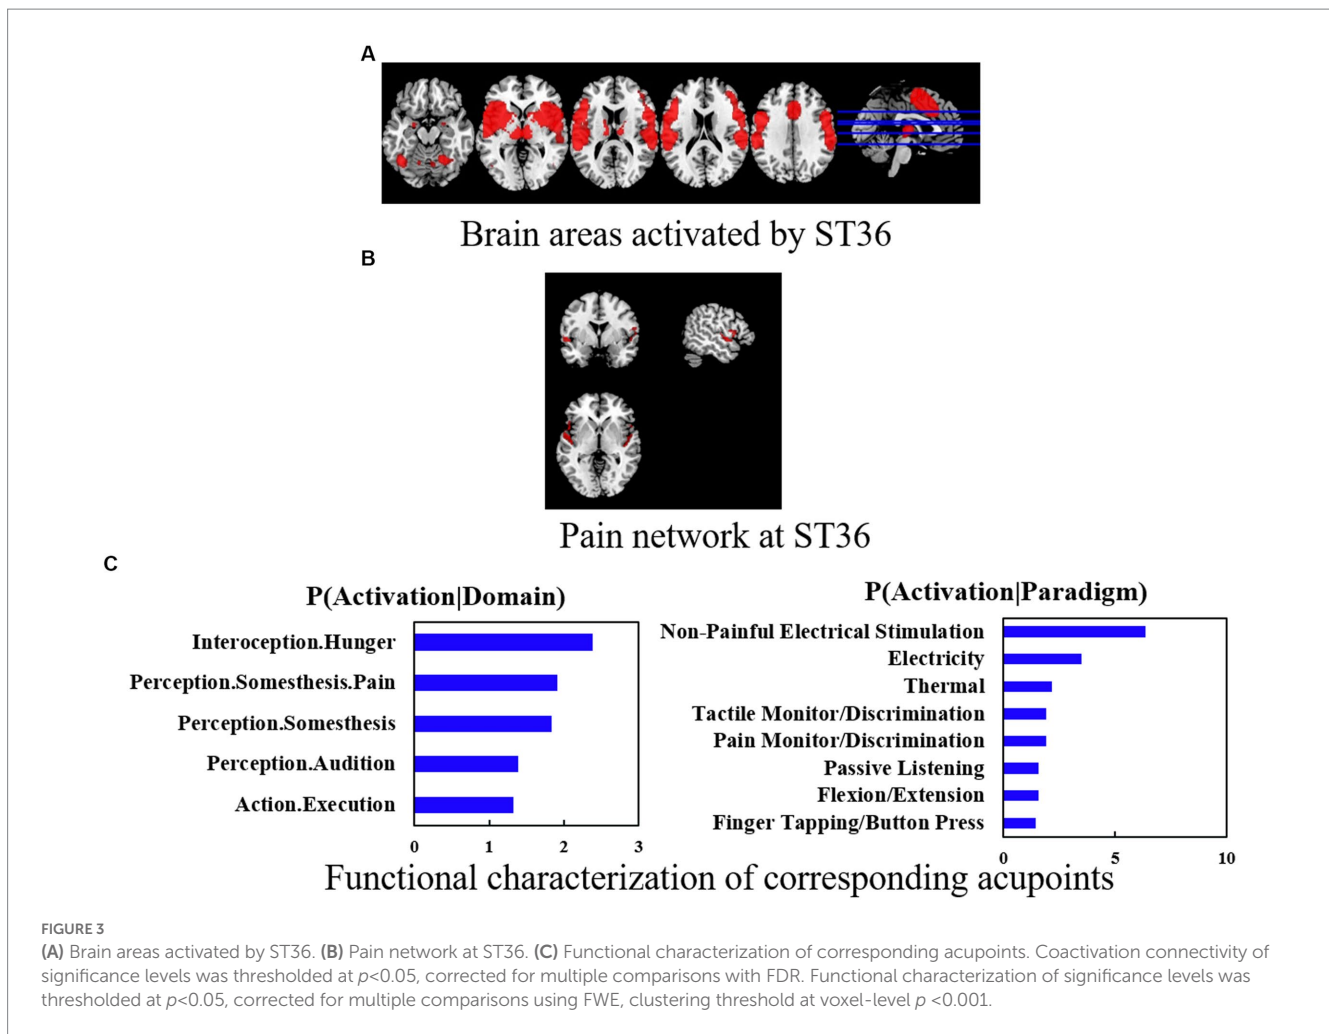 A
Brain areas activated by ST36
B
Pain network at ST36
C
P(Activation|Domain)
Interoception.Hunger
Perception.Somesthesis.Pain
Perception.Somesthesis
Perception.Audition
Action.Execution
0 1 2 3
P(Activation|Paradigm)
Non-Painful Electrical Stimulation
Electricity
Thermal
Tactile Monitor/Discrimination
Pain Monitor/Discrimination
Passive Listening
Flexion/Extension
Finger Tapping/Button Press
0 5 10
Functional characterization of corresponding acupoints
FIGURE 3
(A) Brain areas activated by ST36. (B) Pain network at ST36. (C) Functional characterization of corresponding acupoints. Coactivation connectivity of
significance levels was thresholded at p<0.05, corrected for multiple comparisons with FDR. Functional characterization of significance levels was
thresholded at p<0.05, corrected for multiple comparisons using FWE, clustering threshold at voxel-level p <0.001.